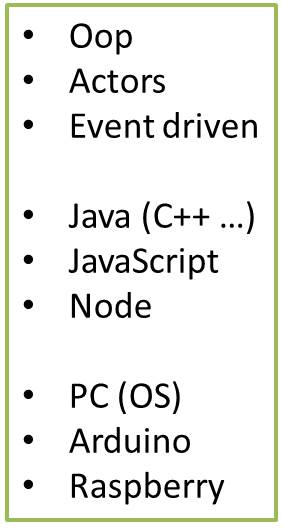 • Oop
• Actors
• Event driven
• Java (C++ ...)
• JavaScript
• Node
• PC (OS)
• Arduino
• Raspberry